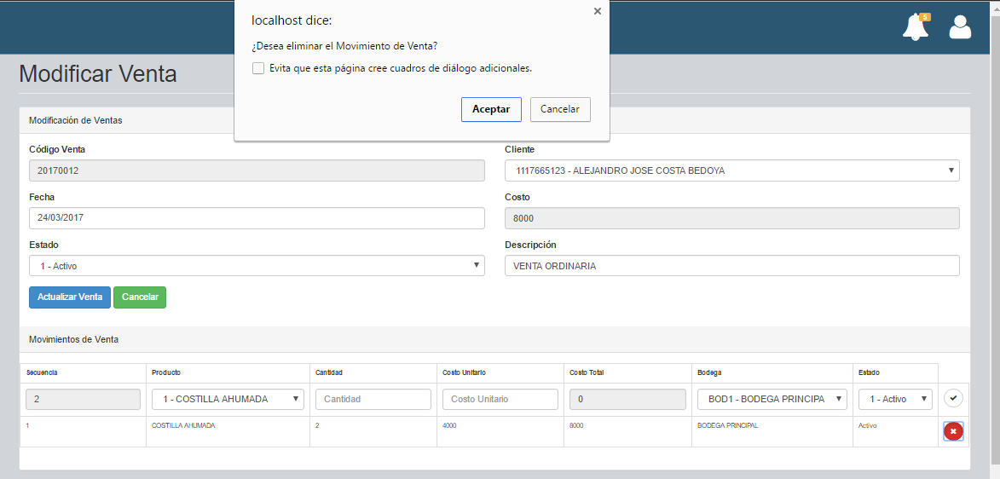 localhost dice:
¿Desea eliminar el Movimiento de Venta?
Evita que esta página cree cuadros de diálogo adicionales.
Aceptar Cancelar
5
Modificar Venta
Modificación de Ventas
Código Venta Cliente
20170012 1117665123 - ALEJANDRO JOSE COSTA BEDOYA
Fecha Costo
24/03/2017 8000
Estado Descripción
1 - Activo VENTA ORDINARIA
Actualizar Venta Cancelar
Movimientos de Venta
Secuencia Producto Cantidad Costo Unitario Costo Total Bodega Estado
2 1 - COSTILLA AHUMADA Cantidad Costo Unitario 0 BOD1 - BODEGA PRINCIPA 1 - Activo
1 COSTILLA AHUMADA 2 4000 8000 BODEGA PRINCIPAL Activo